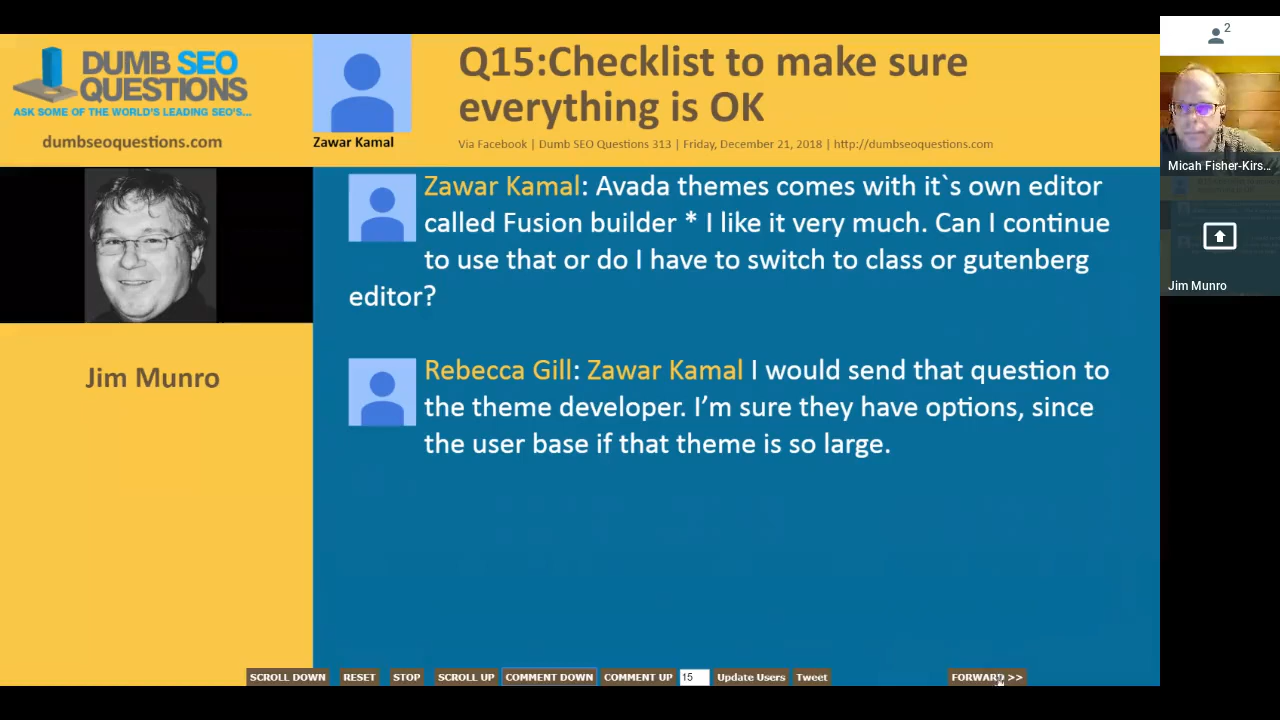 DUMB SEO
QUESTIONS
ASK SOME OF THE WORLD'S LEADING SEO'S...
dumbseoquestions.com
Zawar Kamal
Q15:Checklist to make sure
everything is OK
Via Facebook | Dumb SEO Questions 313 | Friday, December 21, 2018 | http://dumbseoquestions.com
2
Micah Fisher-Kirs...
Jim Munro
Jim Munro
Zawar Kamal: Avada themes comes with it`s own editor
called Fusion builder * I like it very much. Can I continue
to use that or do I have to switch to class or gutenberg
editor?
Rebecca Gill: Zawar Kamal I would send that question to
the theme developer. I’m sure they have options, since
the user base if that theme is so large.
SCROLL DOWN RESET STOP SCROLL UP COMMENT DOWN COMMENT UP 15 Update Users Tweet FORWARD >>